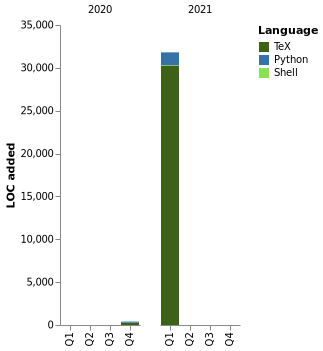 2020 2021
Language
TeX
Python
Shell
35,000
30,000
25,000
20,000
15,000
10,000
5,000
0
LOC added
Q1 Q2 Q3 Q4 Q1 Q2 Q3 Q4